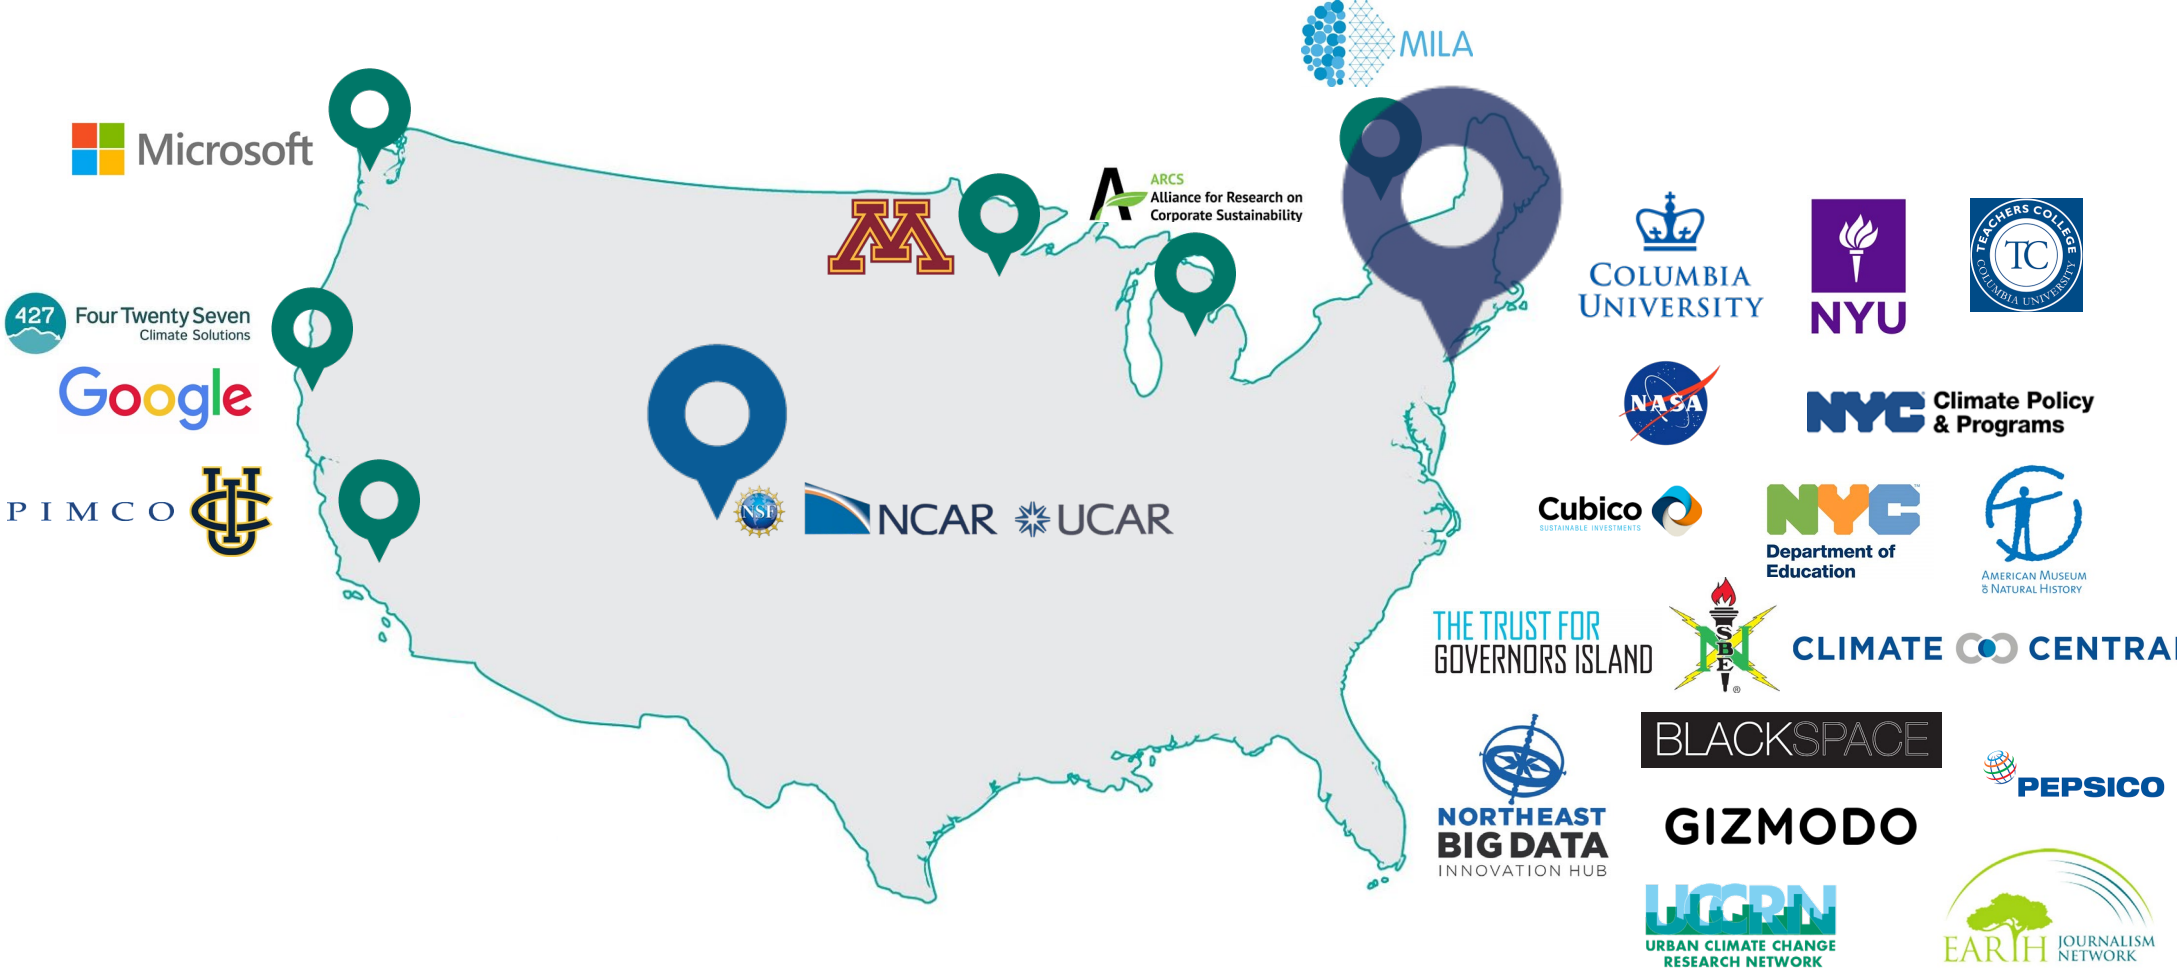 MILA
Microsoft
M
ARCS
Alliance for Research on
Corporate Sustainability
COLUMBIA
UNIVERSITY
NYU
TEACHERS COLLEGE
TC
COLUMBIA UNIVERSITY
427
Four Twenty Seven
Climate Solutions
Google
NASA
NYC Climate Policy
& Programs
PIMCO
UC
NSF
NCAR
UCAR
Cubico
SUSTAINABLE INVESTMENTS
NYC
Department of
Education
AMERICAN MUSEUM
OF NATURAL HISTORY
THE TRUST FOR
GOVERNORS ISLAND
NSBE
CLIMATE CENTRAL
NORTHEAST
BIG DATA
INNOVATION HUB
BLACKSPACE
PEPSICO
GIZMODO
UCCRN
URBAN CLIMATE CHANGE
RESEARCH NETWORK
EARTH JOURNALISM
NETWORK